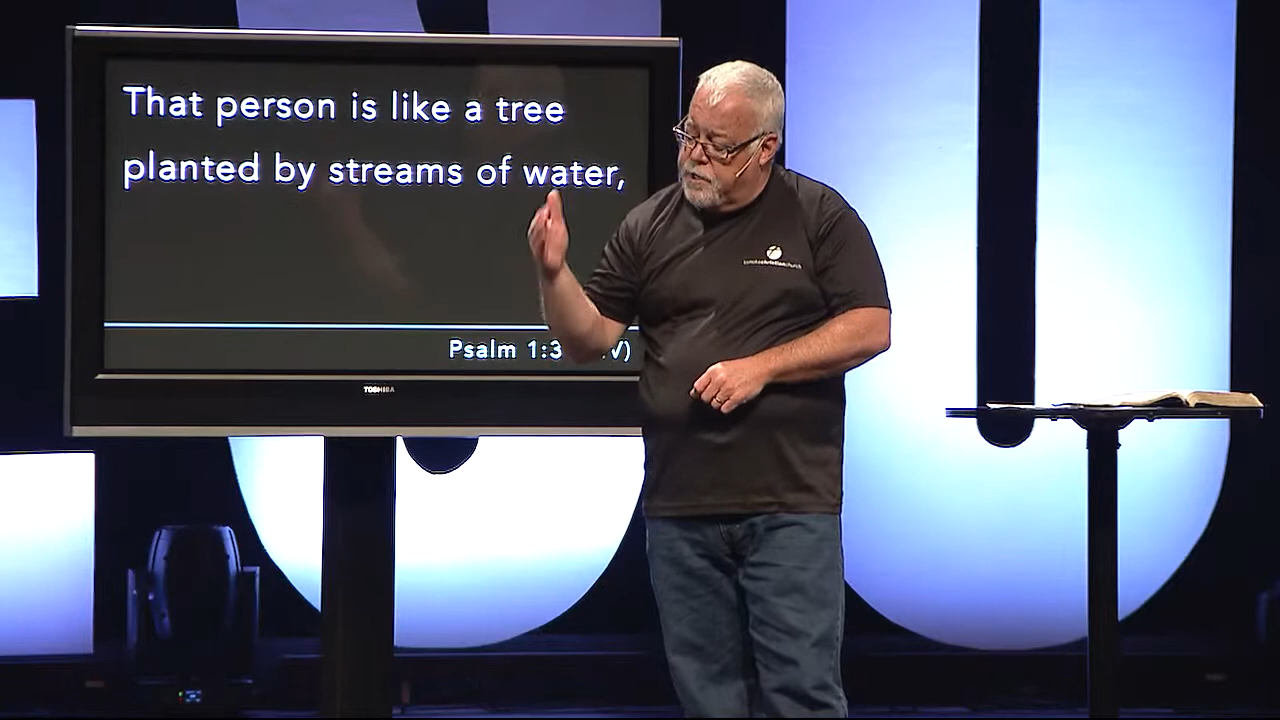 That person is like a tree
planted by streams of water,
Psalm 1:3 V)
TOSHIBA